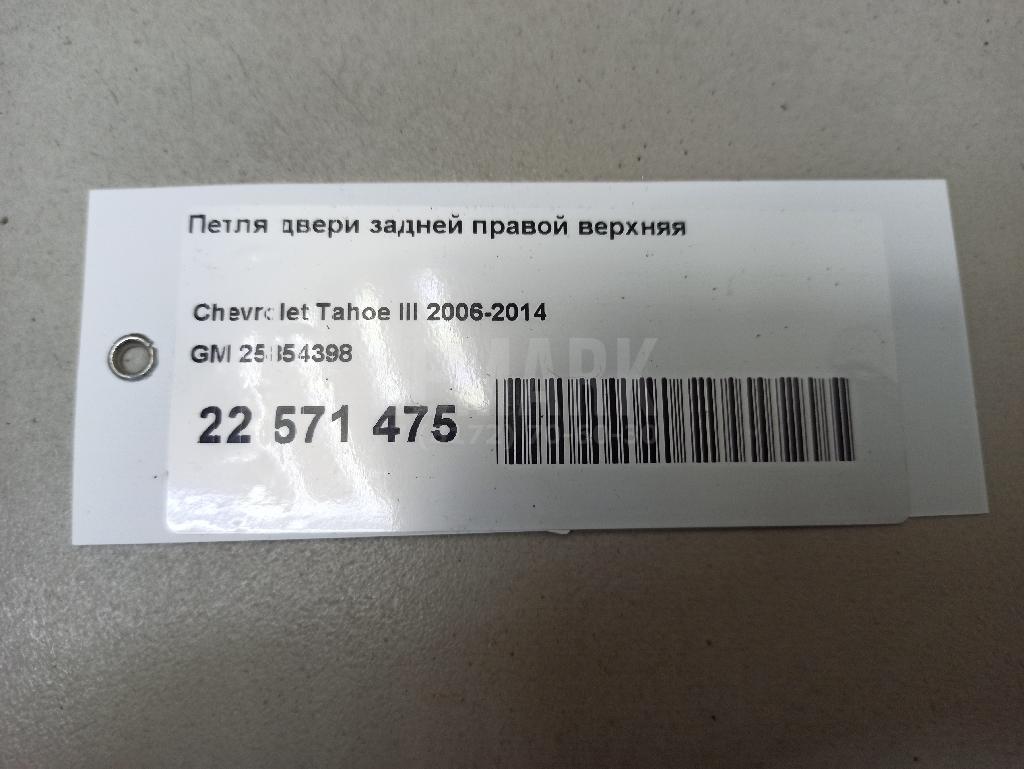 Петля двери задней правой верхняя
Chevrolet Tahoe III 2006-2014
GM 25854398
22 571 475